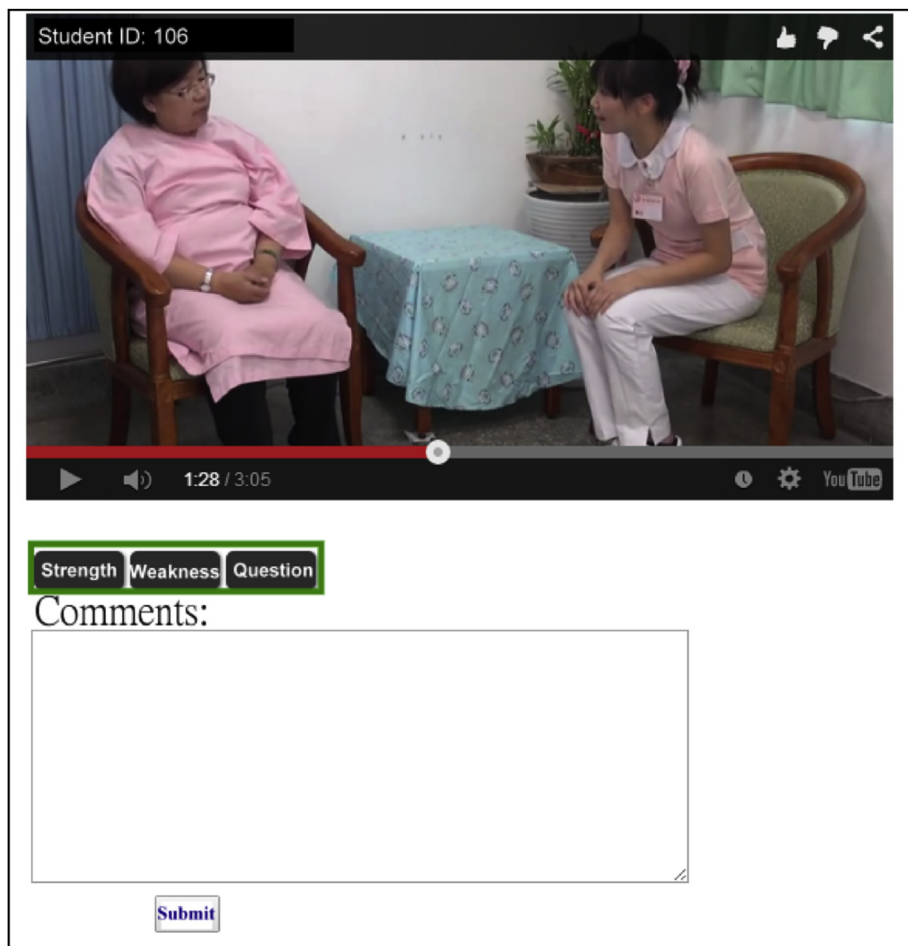 Student ID: 106
1:28 / 3:05
YouTube
Strength Weakness Question
Comments:
Submit